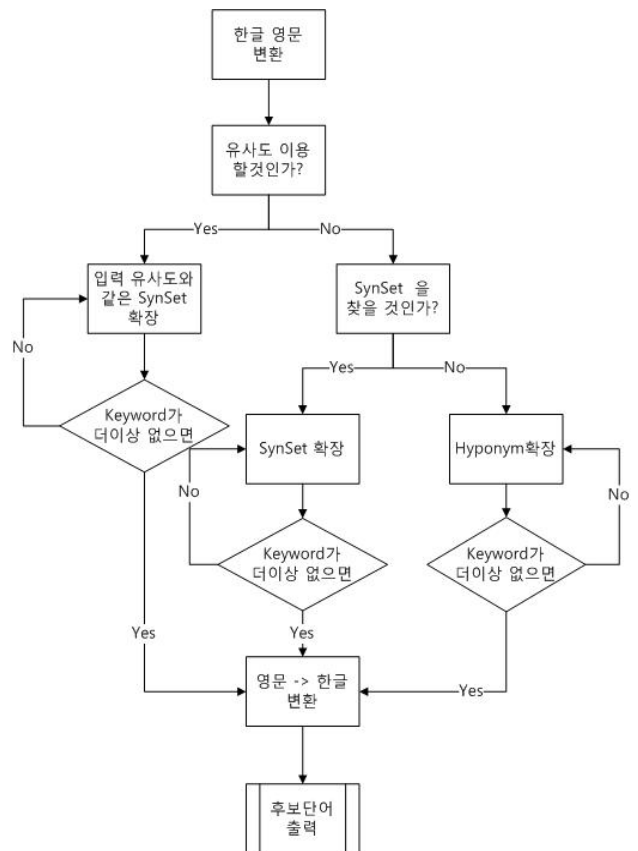 한글 영문
변환
유사도 이용
할것인가?
Yes
No
입력 유사도와
같은 SynSet
확장
SynSet 을
찾을 것인가?
No
Yes
No
Keyword가
더이상 없으면
SynSet 확장
Hyponym확장
No
No
Keyword가
더이상 없으면
Keyword가
더이상 없으면
Yes
Yes
Yes
영문 -> 한글
변환
후보단어
출력